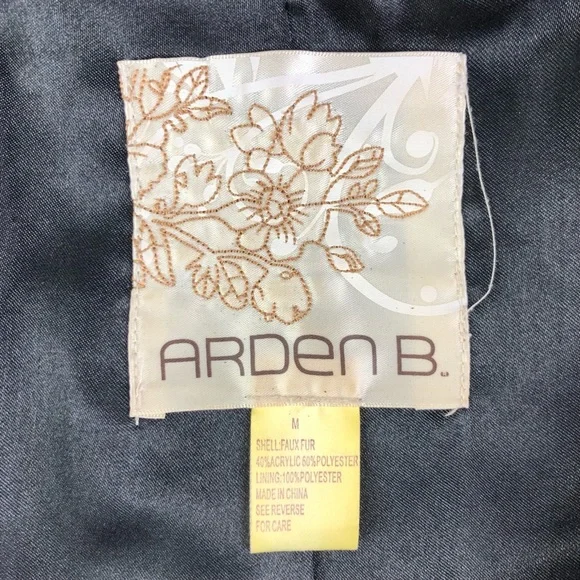 ARDEN B.
M
SHELL:FAUX FUR
40%ACRYLIC 60%POLYESTER
LINING:100%POLYESTER
MADE IN CHINA
SEE REVERSE
FOR CARE